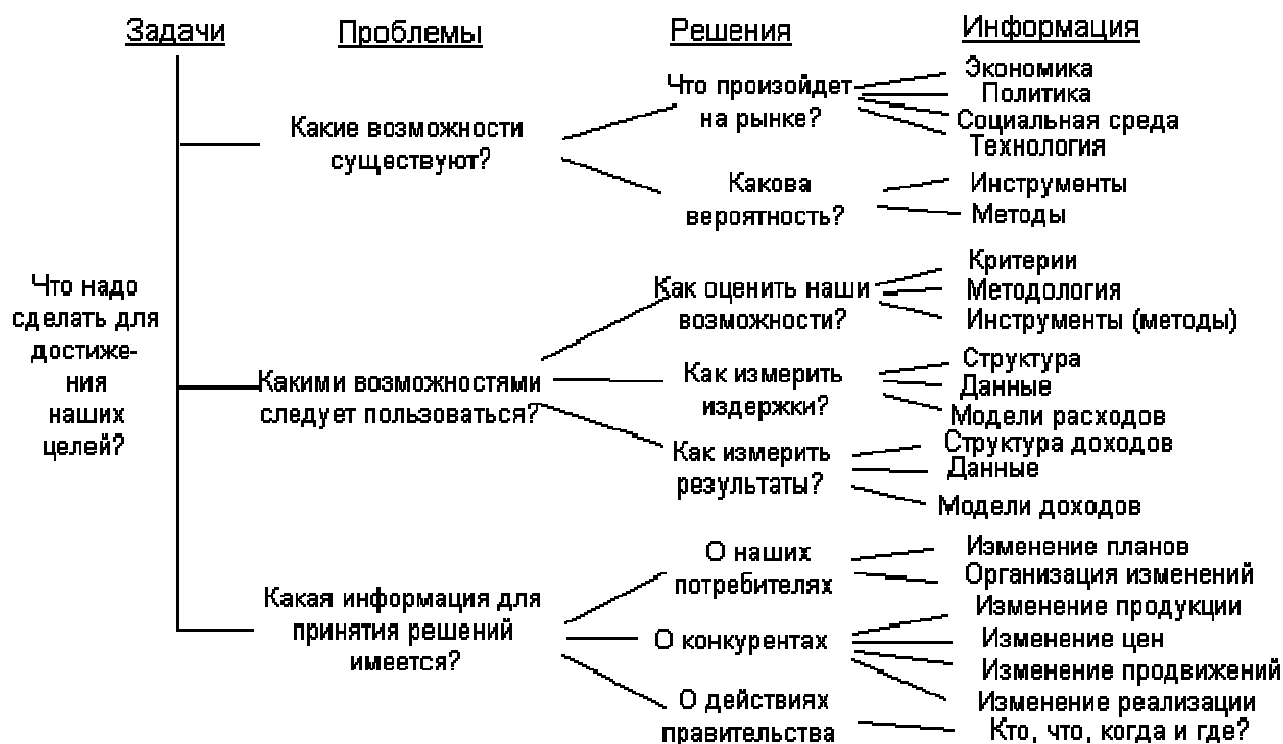 Задачи
Проблемы
Решения
Информация
Что надо
сделать для
достиже-
ния
наших
целей?
Какие возможности
существуют?
Что произойдет
на рынке?
Экономика
Политика
Социальная среда
Технология
Какова
вероятность?
Инструменты
Методы
Какими возможностями
следует пользоваться?
Как оценить наши
возможности?
Критерии
Методология
Инструменты (методы)
Как измерить
издержки?
Структура
Данные
Модели расходов
Как измерить
результаты?
Структура доходов
Данные
Модели доходов
Какая информация для
принятия решений
имеется?
О наших
потребителях
Изменение планов
Организация изменений
О конкурентах
Изменение продукции
Изменение цен
Изменение продвижений
Изменение реализации
О действиях
правительства
Кто, что, когда и где?